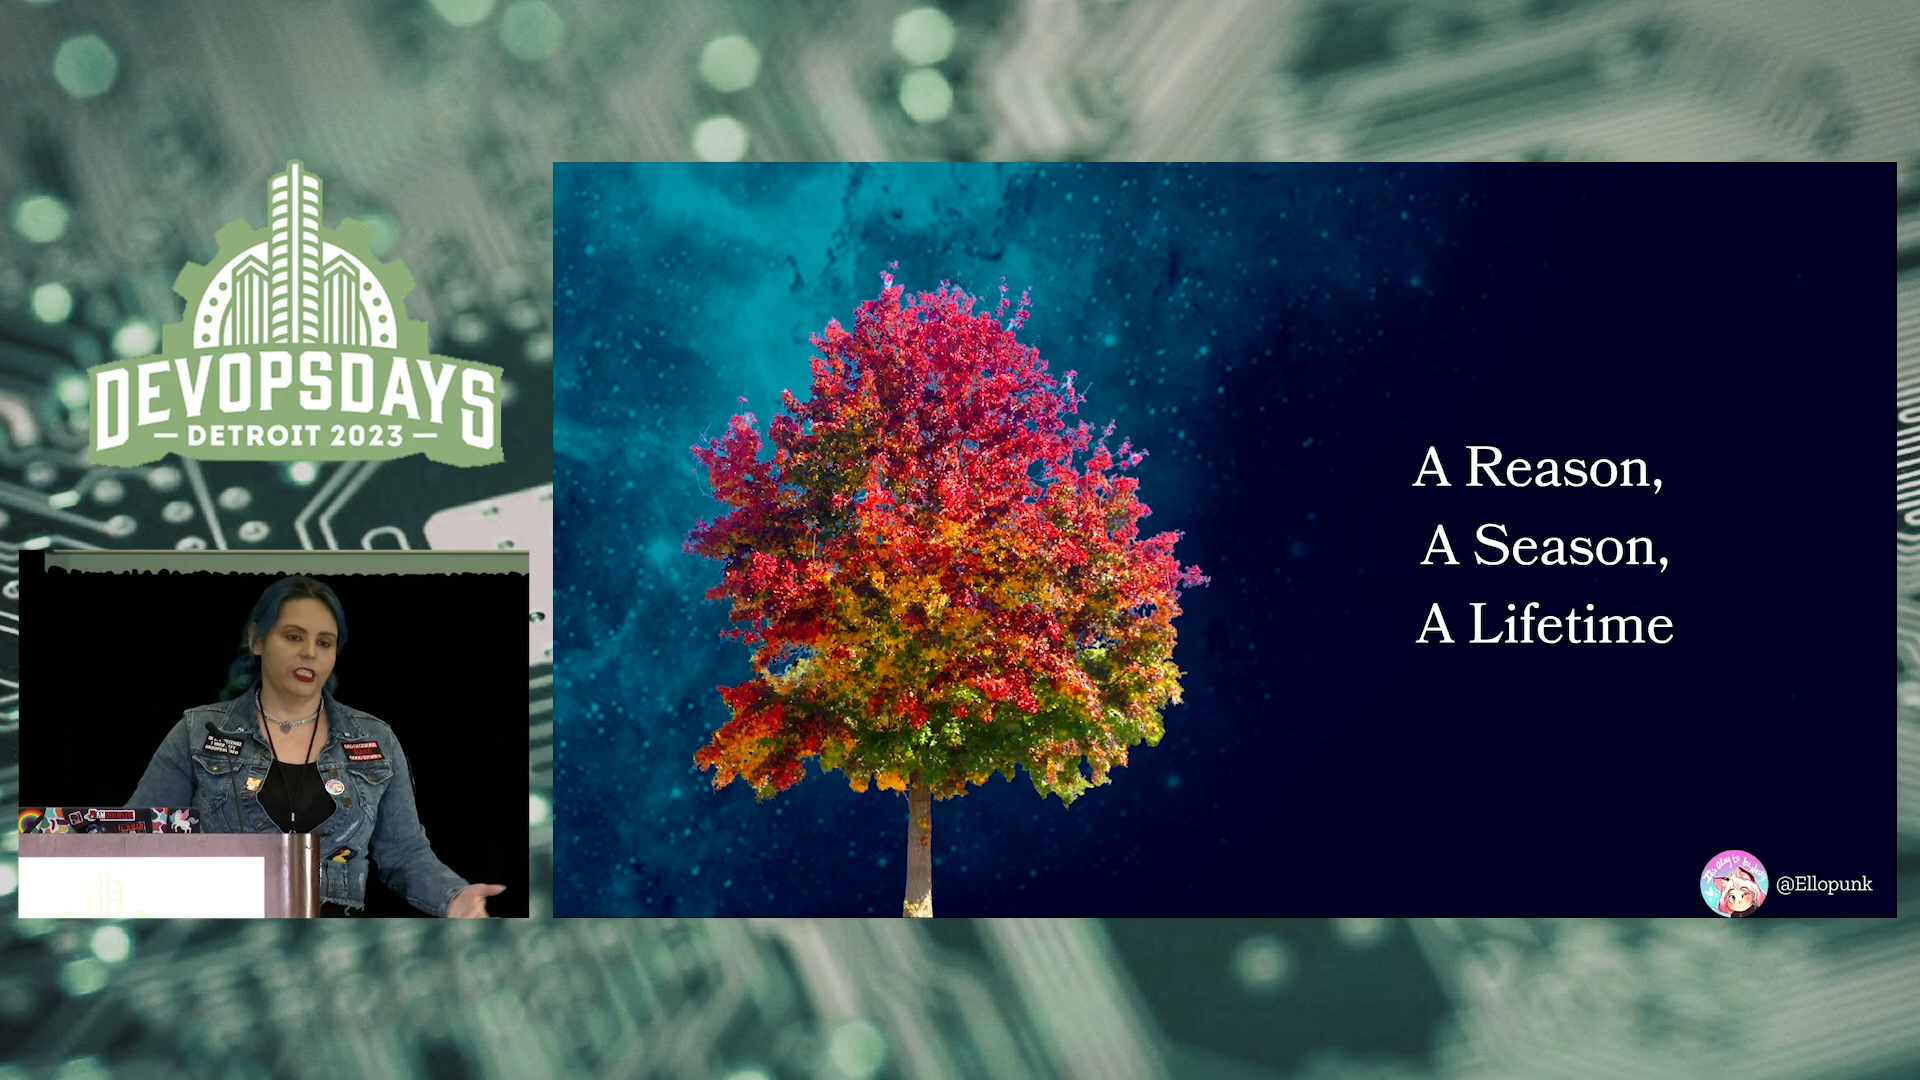 DEVOPSDAYS
DETROIT 2023
A Reason,
A Season,
A Lifetime
@Ellopunk